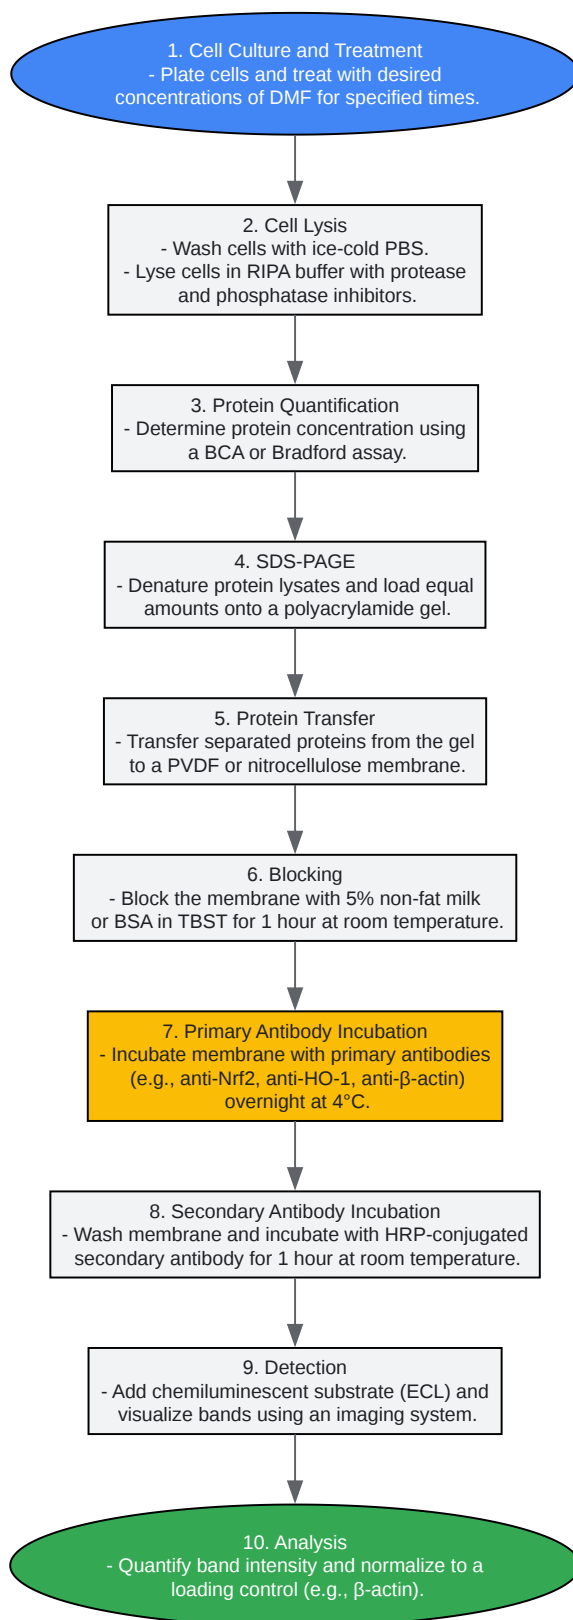 1. Cell Culture and Treatment
- Plate cells and treat with desired
concentrations of DMF for specified times.
2. Cell Lysis
- Wash cells with ice-cold PBS.
- Lyse cells in RIPA buffer with protease
and phosphatase inhibitors.
3. Protein Quantification
- Determine protein concentration using
a BCA or Bradford assay.
4. SDS-PAGE
- Denature protein lysates and load equal
amounts onto a polyacrylamide gel.
5. Protein Transfer
- Transfer separated proteins from the gel
to a PVDF or nitrocellulose membrane.
6. Blocking
- Block the membrane with 5% non-fat milk
or BSA in TBST for 1 hour at room temperature.
7. Primary Antibody Incubation
- Incubate membrane with primary antibodies
(e.g., anti-Nrf2, anti-HO-1, anti-β-actin)
overnight at 4°C.
8. Secondary Antibody Incubation
- Wash membrane and incubate with HRP-conjugated
secondary antibody for 1 hour at room temperature.
9. Detection
- Add chemiluminescent substrate (ECL) and
visualize bands using an imaging system.
10. Analysis
- Quantify band intensity and normalize to a
loading control (e.g., β-actin).